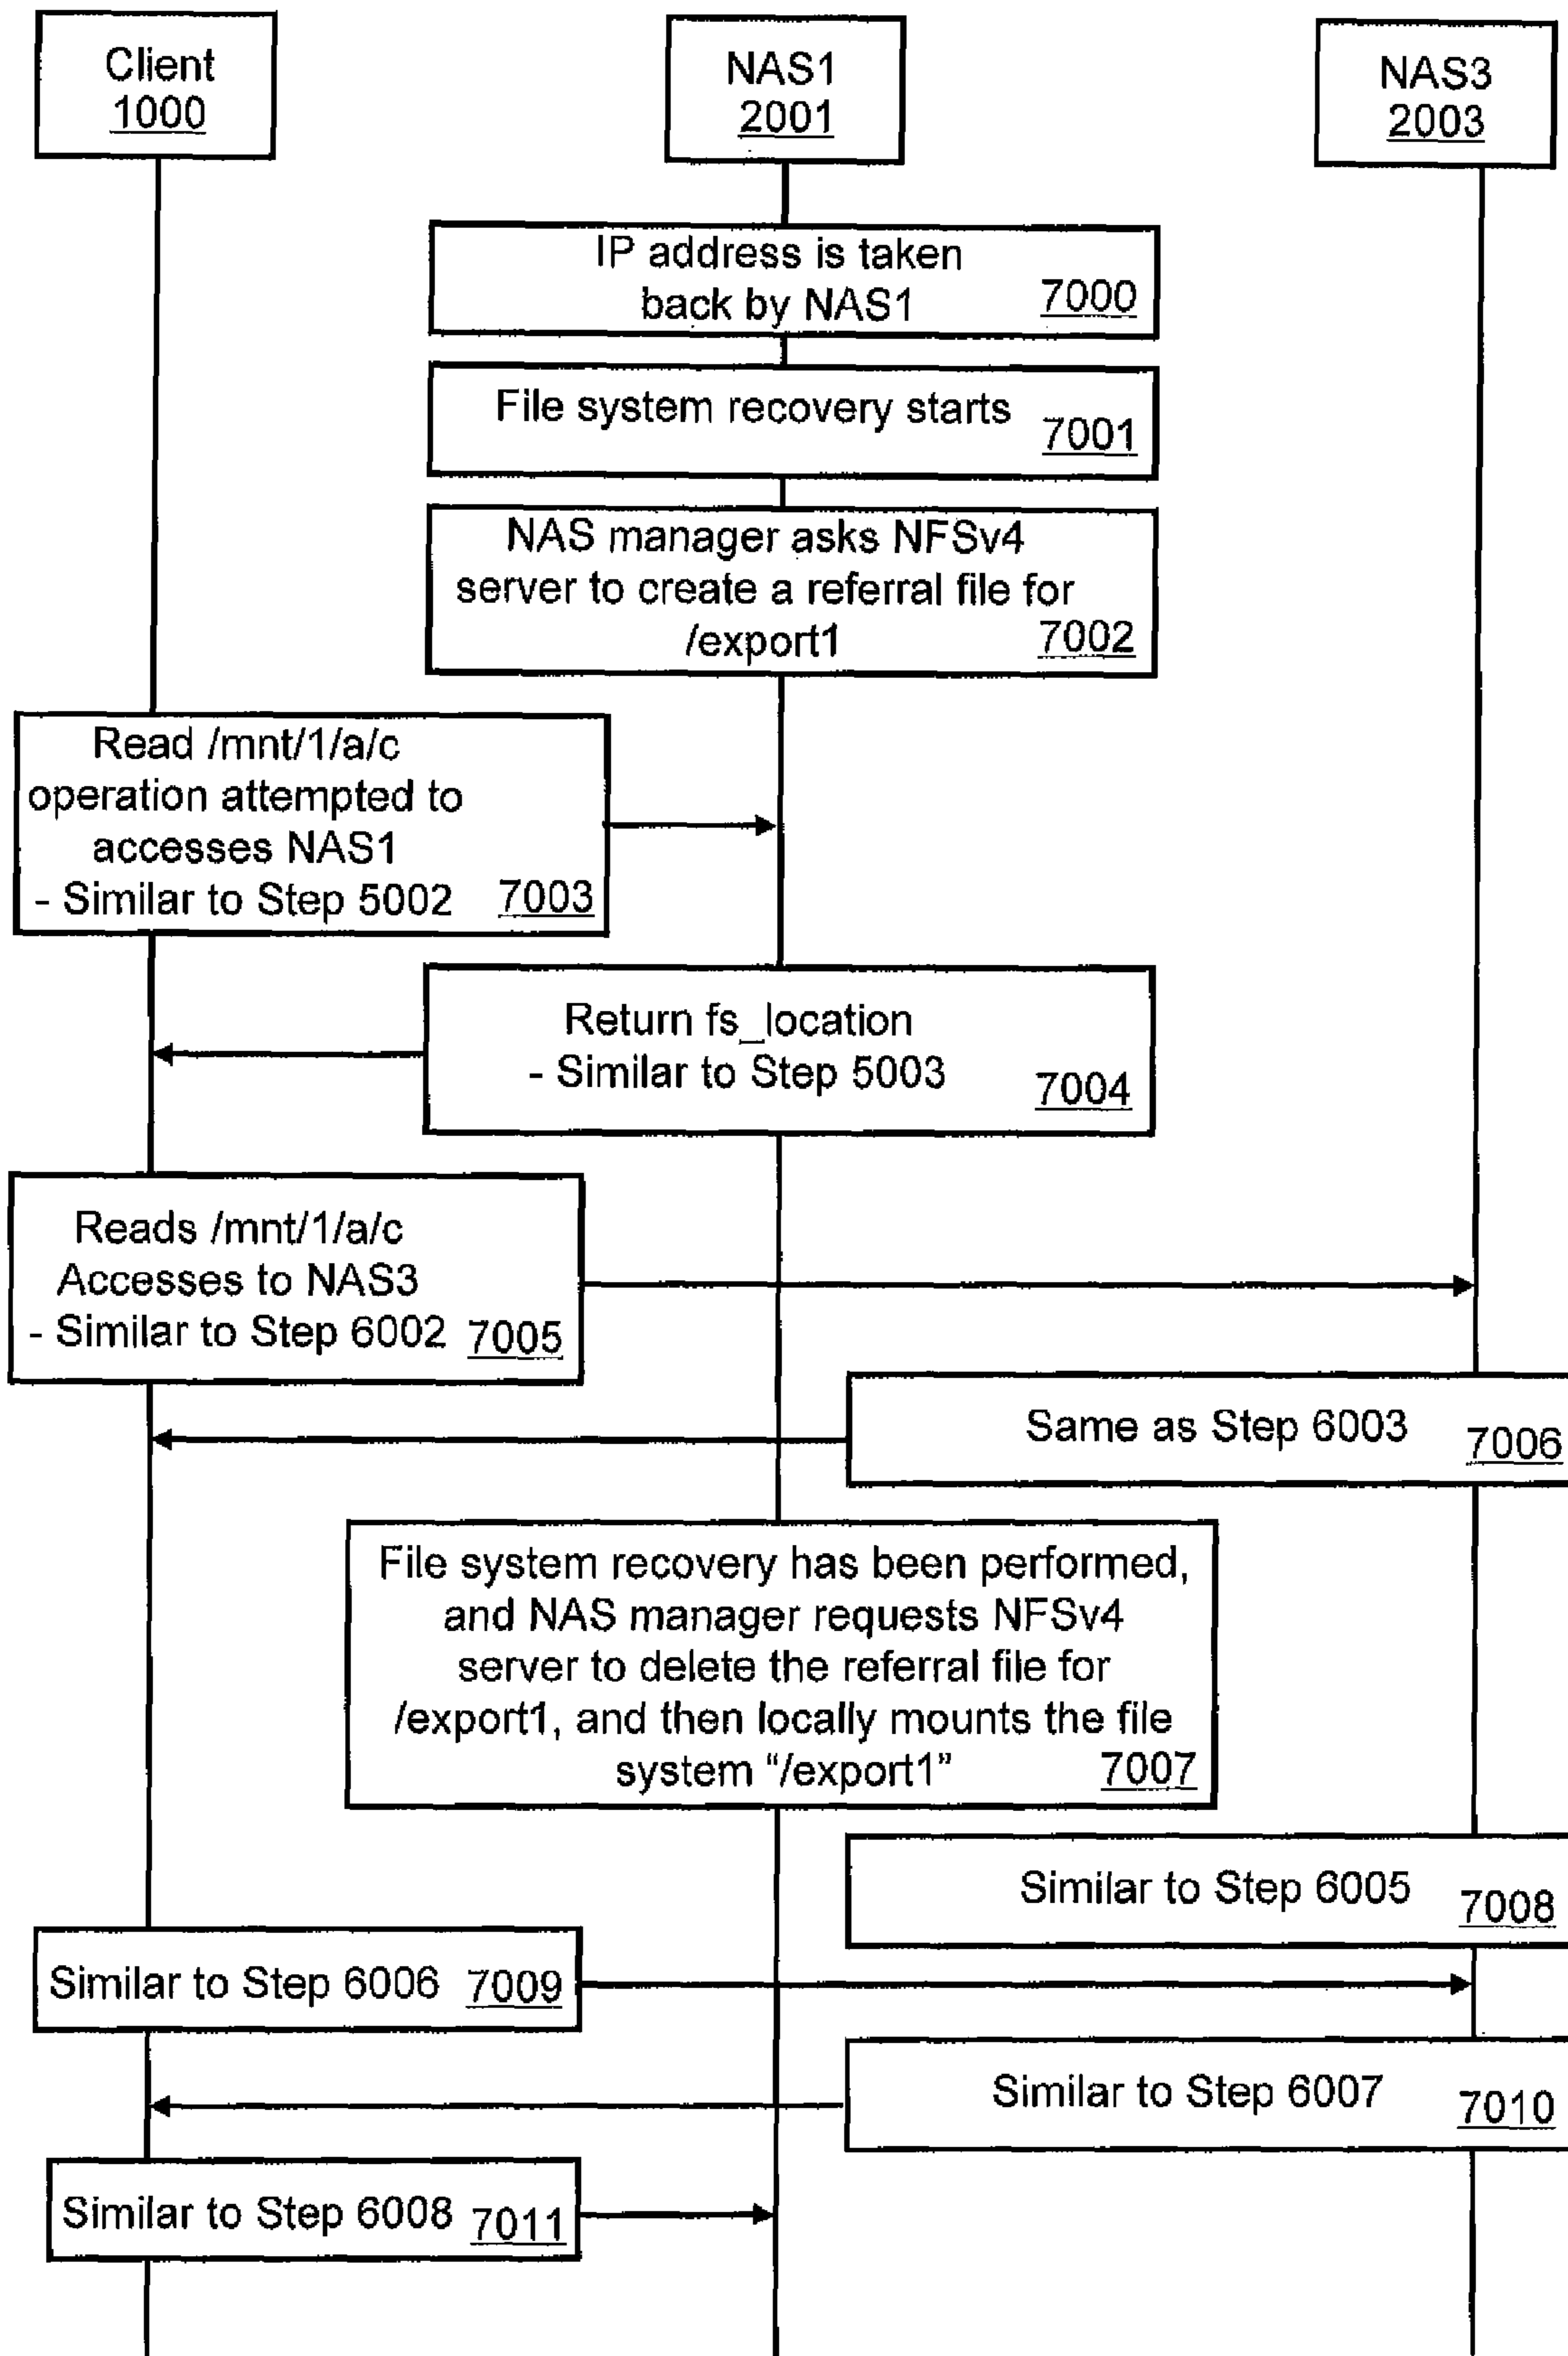 Client
1000
NAS1
2001
NAS3
2003
IP address is taken
back by NAS1
7000
File system recovery starts
7001
NAS manager asks NFSv4
server to create a referral file for
/export1
7002
Read /mnt/1/a/c
operation attempted to
accesses NAS1
- Similar to Step 5002
7003
Return fs_location
- Similar to Step 5003
7004
Reads /mnt/1/a/c
Accesses to NAS3
- Similar to Step 6002
7005
Same as Step 6003
7006
File system recovery has been performed,
and NAS manager requests NFSv4
server to delete the referral file for
/export1, and then locally mounts the file
system “/export1”
7007
Similar to Step 6005
7008
Similar to Step 6006
7009
Similar to Step 6007
7010
Similar to Step 6008
7011